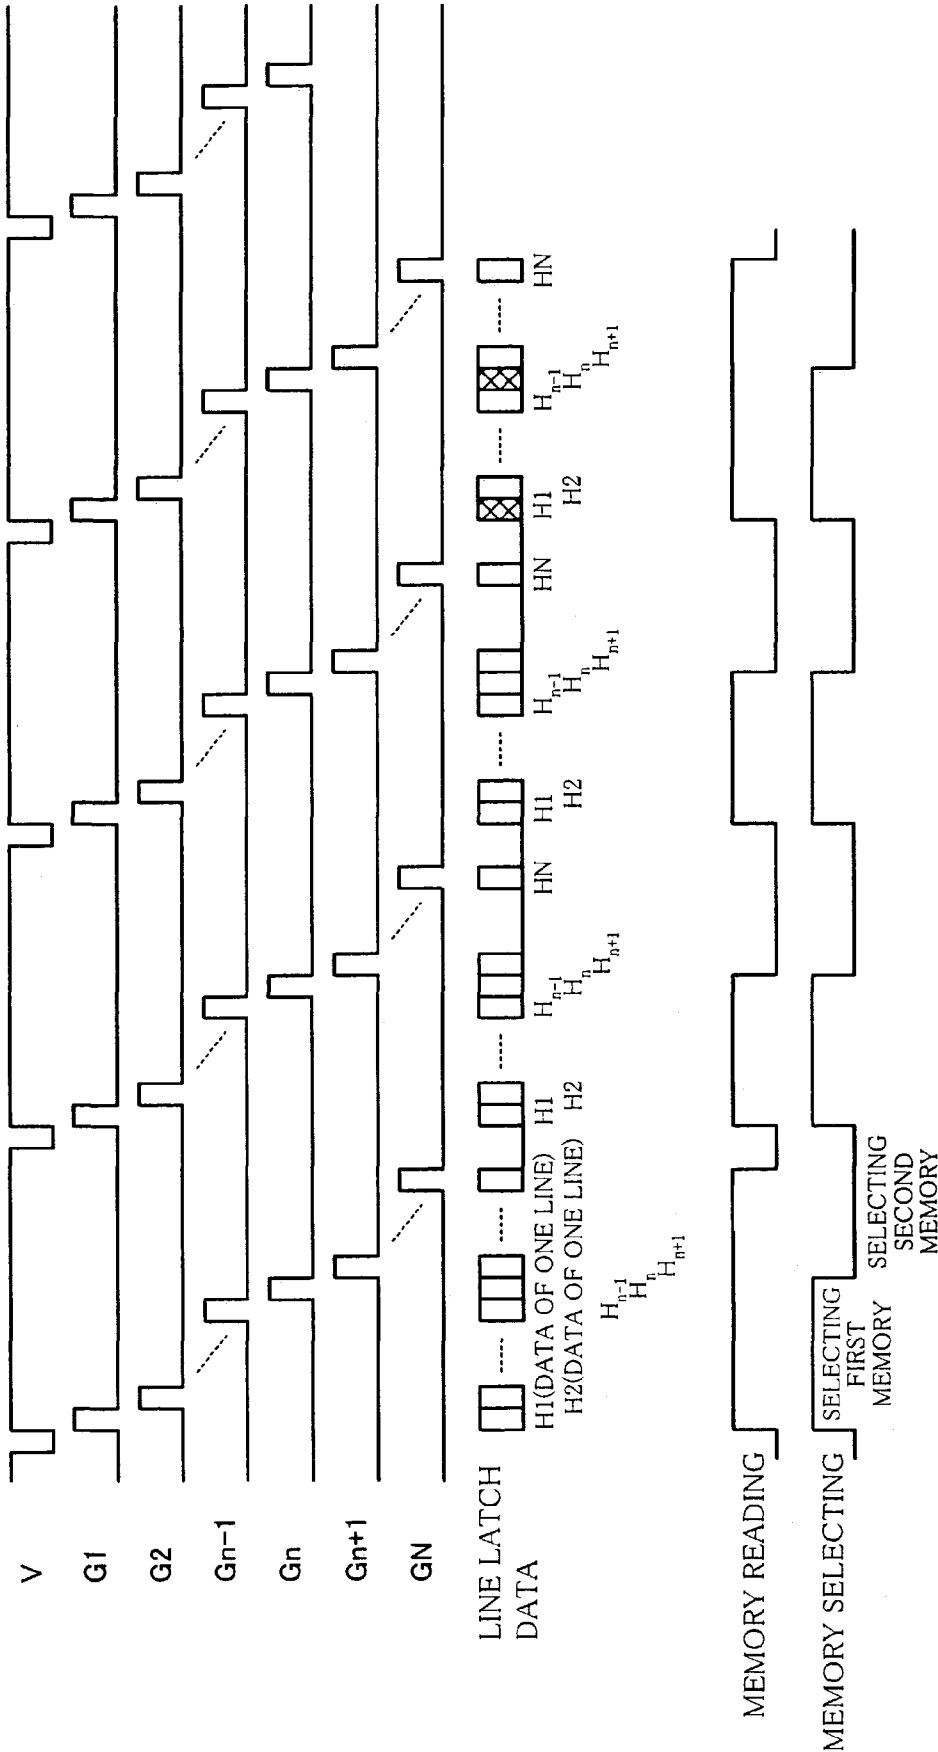 V
G1
G2
Gn-1
Gn
Gn+1
GN
LINE LATCH
DATA
H1(DATA OF ONE LINE)
H2(DATA OF ONE LINE)
Hn-1
Hn
Hn+1
H1
H2
Hn-1
Hn
Hn+1
HN
H1
H2
Hn-1
Hn
Hn+1
HN
H1
H2
Hn-1
Hn
Hn+1
HN
MEMORY READING
MEMORY SELECTING
SELECTING
FIRST
MEMORY
SELECTING
SECOND
MEMORY